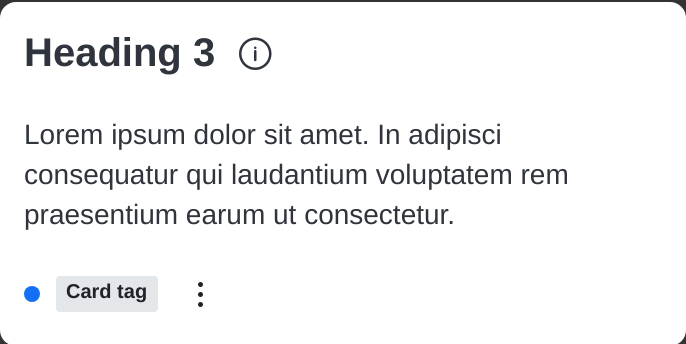 Heading 3
Lorem ipsum dolor sit amet. In adipisci
consequatur qui laudantium voluptatem rem
praesentium earum ut consectetur.
Card tag